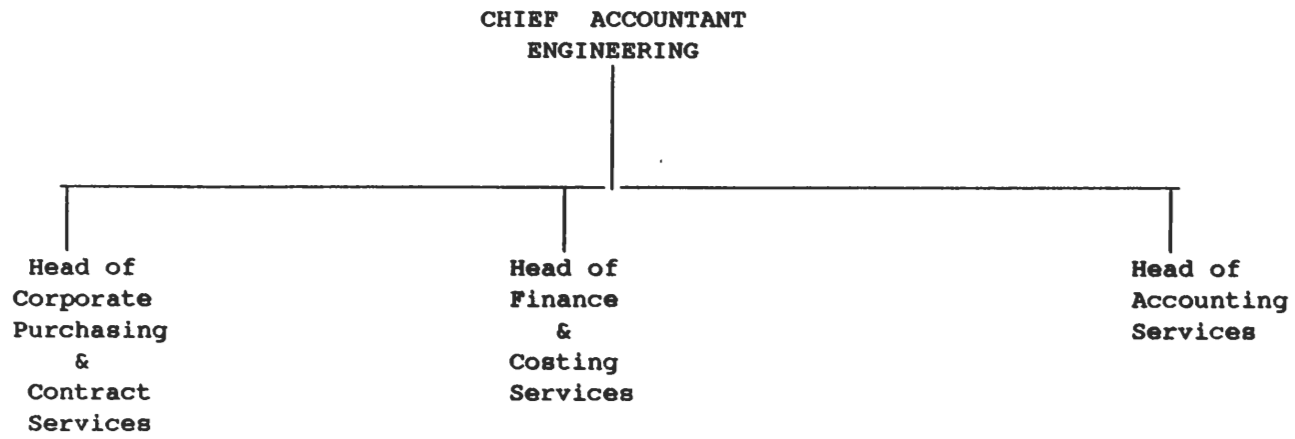 CHIEF ACCOUNTANT
ENGINEERING
Head of
Corporate
Purchasing
&
Contract
Services
Head of
Finance
&
Costing
Services
Head of
Accounting
Services